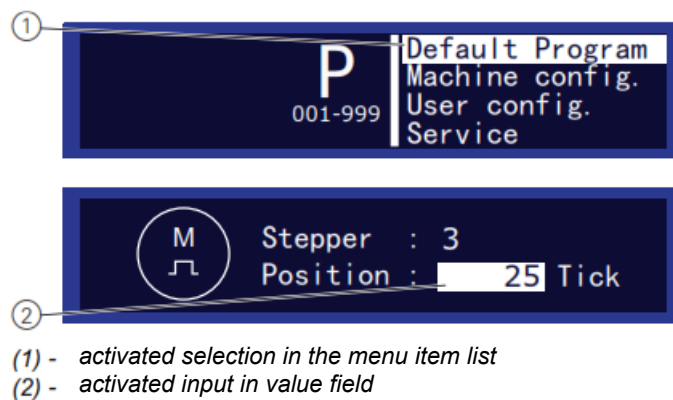 1
Default Program
P
Machine config.
001-999
User config.
Service
M
Stepper : 3
Position : 25 Tick
2
(1) - activated selection in the menu item list
(2) - activated input in value field